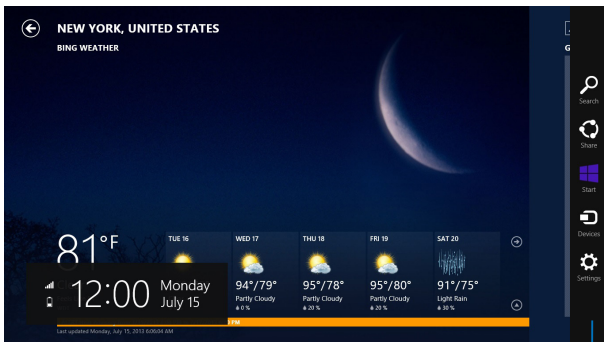 NEW YORK, UNITED STATES
BING WEATHER
Search
Share
Start
Devices
Settings
81°F
TUE 16
WED 17
94°/79°
Partly Cloudy
0 %
THU 18
95°/78°
Partly Cloudy
20 %
FRI 19
95°/80°
Partly Cloudy
20 %
SAT 20
91°/75°
Light Rain
30 %
12:00
Monday
July 15
PM
Last updated Monday, July 15, 2013 6:06:04 AM